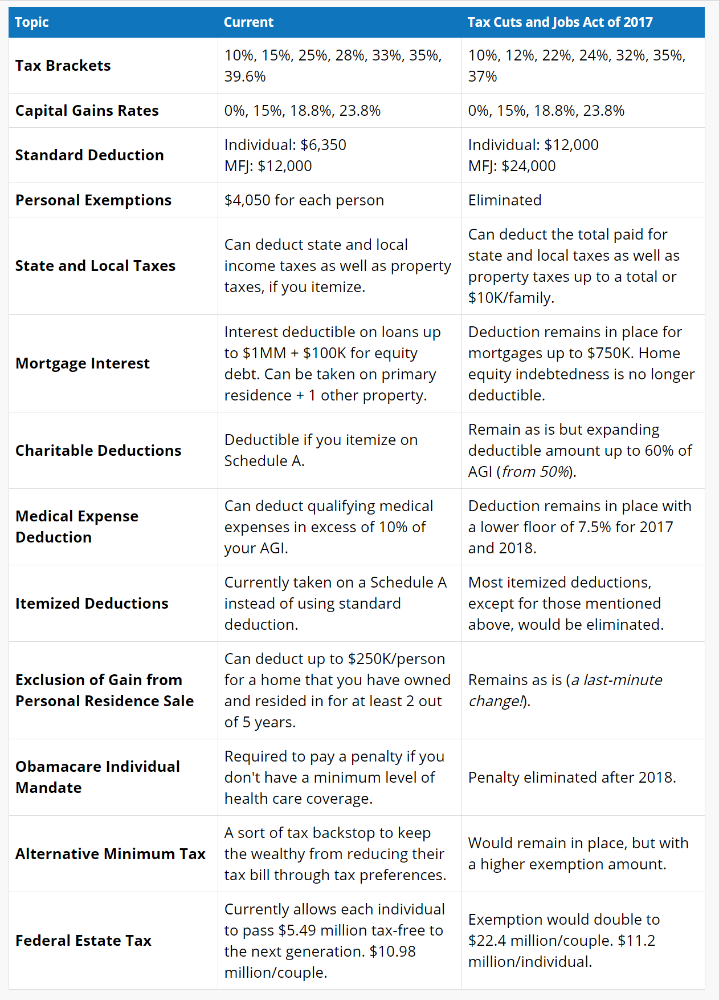 Topic
Current
Tax Cuts and Jobs Act of 2017
Tax Brackets
10%, 15%, 25%, 28%, 33%, 35%,
39.6%
10%, 12%, 22%, 24%, 32%, 35%,
37%
Capital Gains Rates
0%, 15%, 18.8%, 23.8%
0%, 15%, 18.8%, 23.8%
Standard Deduction
Individual: $6,350
MFJ: $12,000
Individual: $12,000
MFJ: $24,000
Personal Exemptions
$4,050 for each person
Eliminated
State and Local Taxes
Can deduct state and local
income taxes as well as property
taxes, if you itemize.
Can deduct the total paid for
state and local taxes as well as
property taxes up to a total or
$10K/family.
Mortgage Interest
Interest deductible on loans up
to $1MM + $100K for equity
debt. Can be taken on primary
residence + 1 other property.
Deduction remains in place for
mortgages up to $750K. Home
equity indebtedness is no longer
deductible.
Charitable Deductions
Deductible if you itemize on
Schedule A.
Remain as is but expanding
deductible amount up to 60% of
AGI (from 50%).
Medical Expense
Deduction
Can deduct qualifying medical
expenses in excess of 10% of
your AGI.
Deduction remains in place with
a lower floor of 7.5% for 2017
and 2018.
Itemized Deductions
Currently taken on a Schedule A
instead of using standard
deduction.
Most itemized deductions,
except for those mentioned
above, would be eliminated.
Exclusion of Gain from
Personal Residence Sale
Can deduct up to $250K/person
for a home that you have owned
and resided in for at least 2 out
of 5 years.
Remains as is (a last-minute
change!).
Obamacare Individual
Mandate
Required to pay a penalty if you
don't have a minimum level of
health care coverage.
Penalty eliminated after 2018.
Alternative Minimum Tax
A sort of tax backstop to keep
the wealthy from reducing their
tax bill through tax preferences.
Would remain in place, but with
a higher exemption amount.
Federal Estate Tax
Currently allows each individual
to pass $5.49 million tax-free to
the next generation. $10.98
million/couple.
Exemption would double to
$22.4 million/couple. $11.2
million/individual.